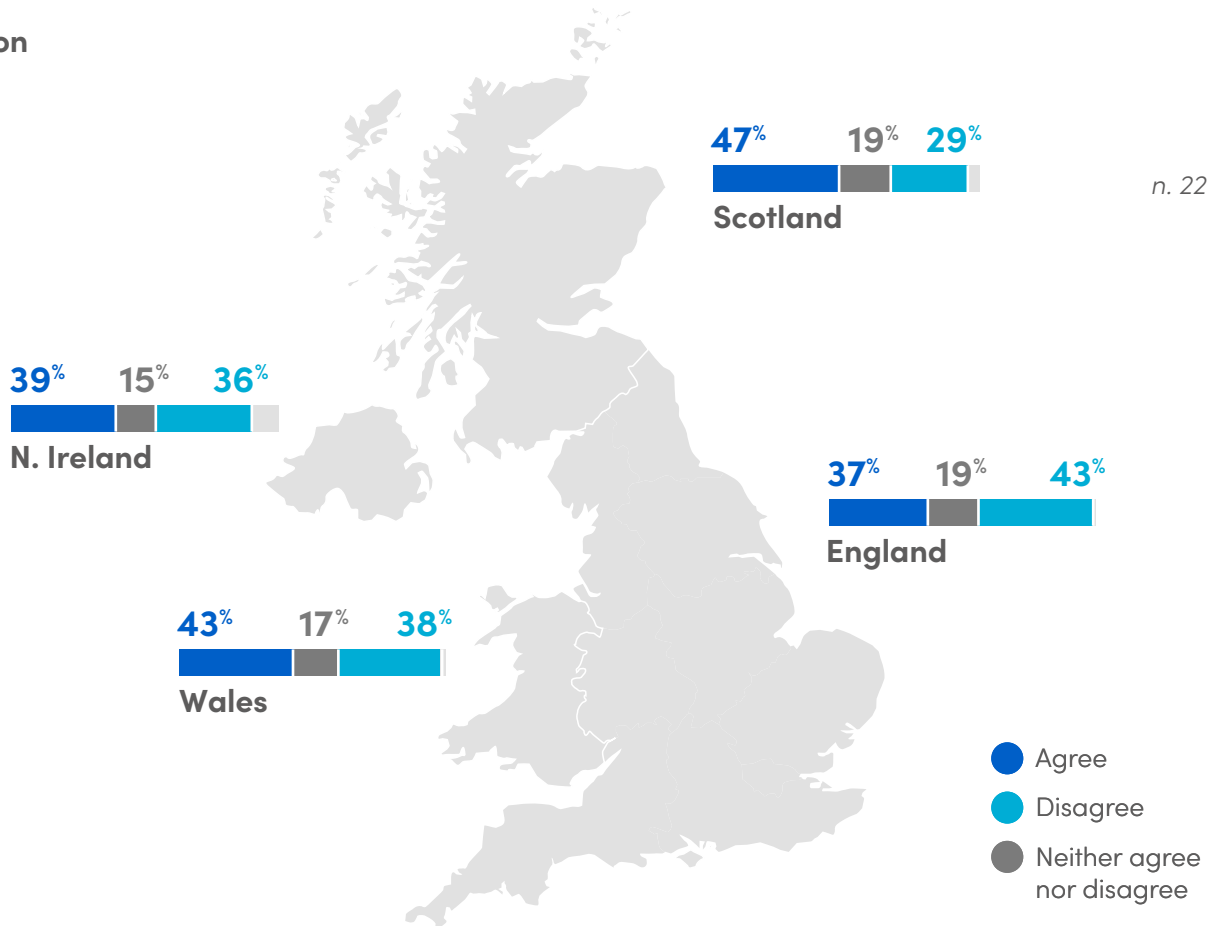 on
47% 19% 29%
Scotland
n. 22
39% 15% 36%
N. Ireland
37% 19% 43%
England
43% 17% 38%
Wales
Agree
Disagree
Neither agree
nor disagree